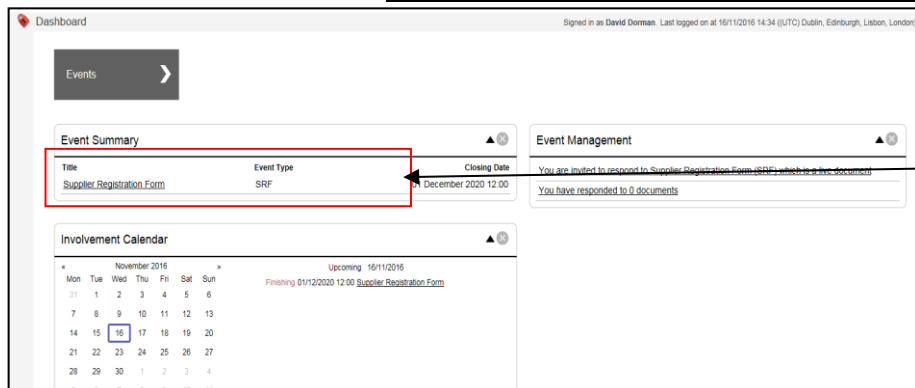 Dashboard
Signed in as David Dorman. Last logged on at 16/11/2016 14:34 ((UTC) Dublin, Edinburgh, Lisbon, London)
Events
Event Summary
Title Event Type Closing Date
Supplier Registration Form SRF 01 December 2020 12:00
Event Management
You are invited to respond to Supplier Registration Form (SRF) which is a live document
You have responded to 0 documents
Involvement Calendar
« November 2016 »
Mon Tue Wed Thu Fri Sat Sun
31 1 2 3 4 5 6
7 8 9 10 11 12 13
14 15 16 17 18 19 20
21 22 23 24 25 26 27
28 29 30 1 2 3 4
Upcoming 16/11/2016
Finishing 01/12/2020 12:00 Supplier Registration Form